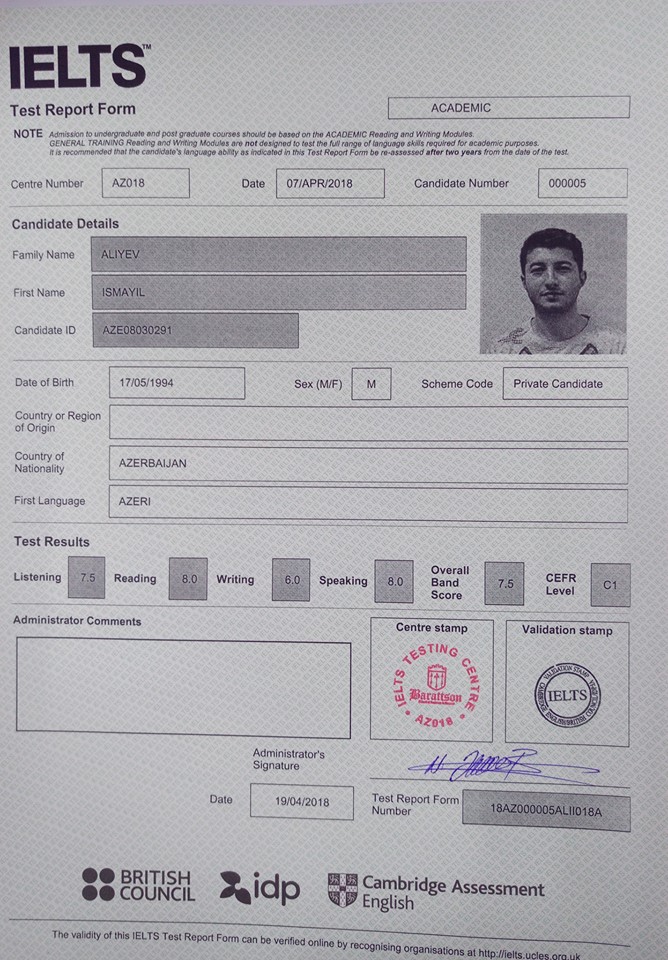 IELTS™
Test Report Form
ACADEMIC
NOTE Admission to undergraduate and post graduate courses should be based on the ACADEMIC Reading and Writing Modules.
GENERAL TRAINING Reading and Writing Modules are not designed to test the full range of language skills required for academic purposes.
It is recommended that the candidate's language ability as indicated in this Test Report Form be re-assessed after two years from the date of the test.
Centre Number AZ018 Date 07/APR/2018 Candidate Number 000005
Candidate Details
Family Name ALIYEV
First Name ISMAYIL
Candidate ID AZE08030291
Date of Birth 17/05/1994 Sex (M/F) M Scheme Code Private Candidate
Country or Region
of Origin
Country of
Nationality AZERBAIJAN
First Language AZERI
Test Results
Listening 7.5 Reading 8.0 Writing 6.0 Speaking 8.0 Overall Band Score 7.5 CEFR Level C1
Administrator Comments
Centre stamp
IELTS TESTING CENTRE
Barattson
AZ018
Validation stamp
VALIDATION STAMP
IELTS
Administrator's
Signature
Date 19/04/2018
Test Report Form
Number 18AZ000005ALII018A
BRITISH
COUNCIL
idp
Cambridge Assessment
English
The validity of this IELTS Test Report Form can be verified online by recognising organisations at http://ielts.ucles.org.uk